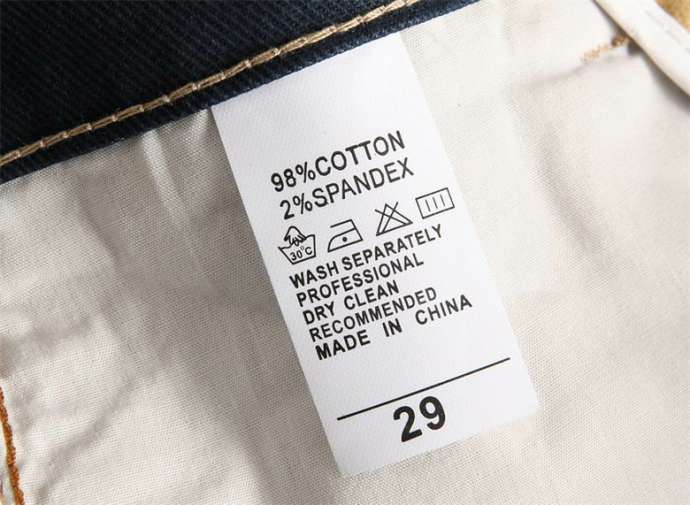 98%COTTON
2%SPANDEX
30°C
WASH SEPARATELY
PROFESSIONAL
DRY CLEAN
RECOMMENDED
MADE IN CHINA
29